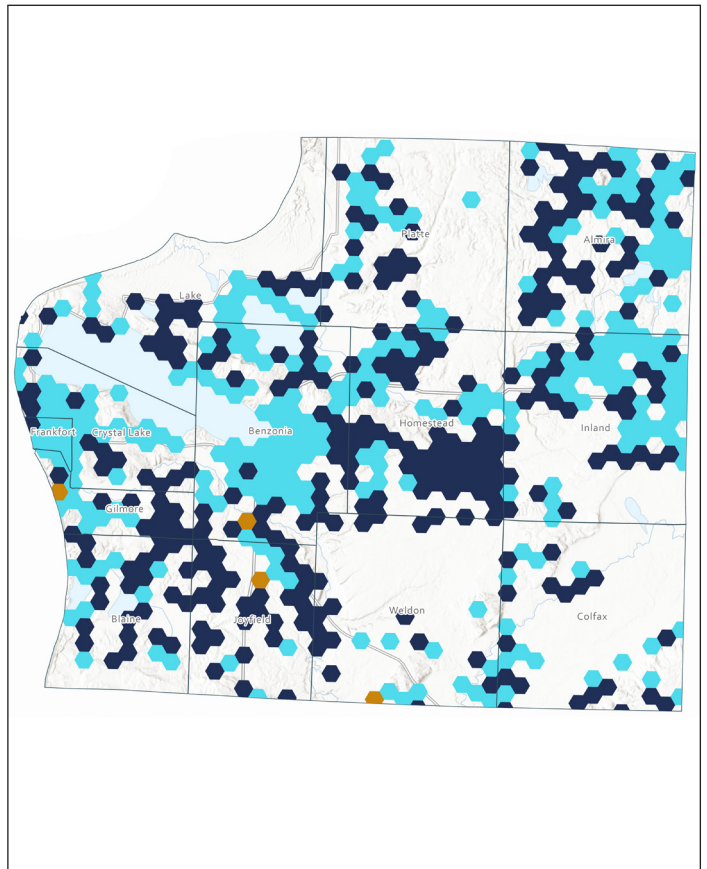 Platte
Almira
Lake
Homestead
Inland
Frankfort
Crystal Lake
Benzonia
Gilmore
Weldon
Colfax
Blaine
Joyfield